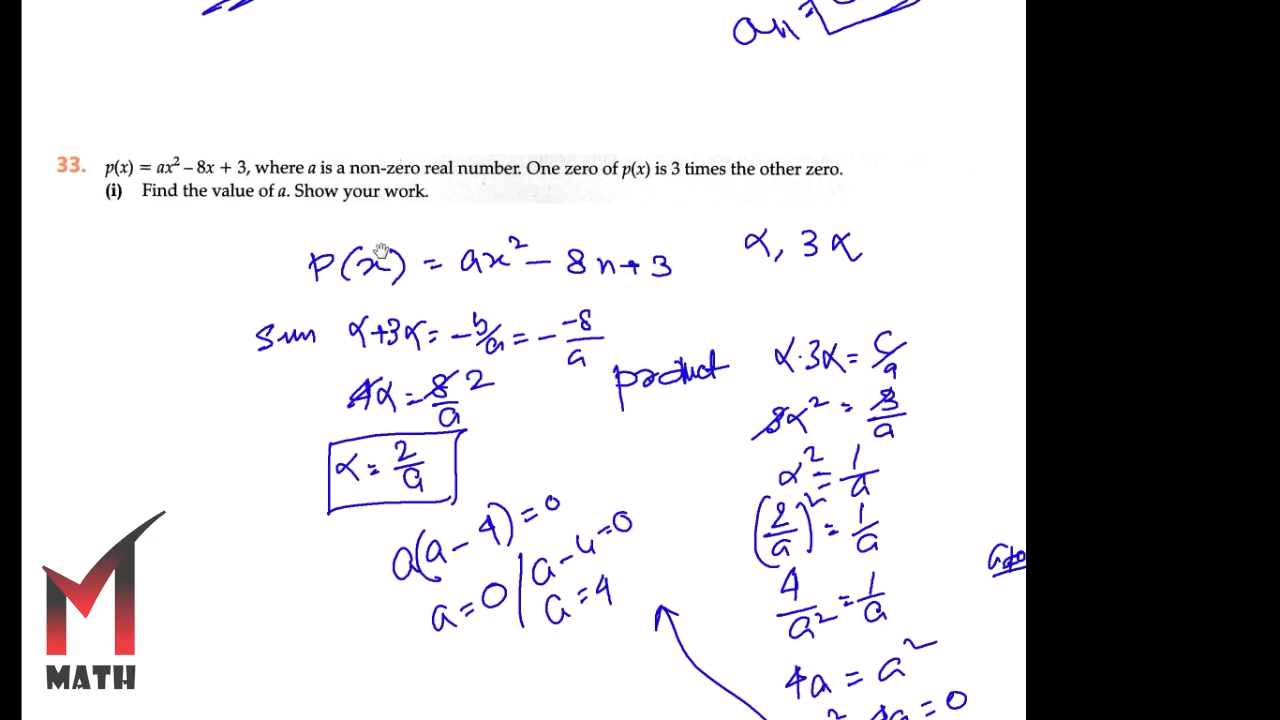 an =
33. p(x) = ax² – 8x + 3, where a is a non-zero real number. One zero of p(x) is 3 times the other zero.
(i) Find the value of a. Show your work.
P(x) = ax² - 8x + 3
α, 3α
Sum α+3α = -b/a = - -8/a
4α = 8/a 2
α = 2/a
product α·3α = c/a
3α² = 3/a
α² = 1/a
(2/a)² = 1/a
4/a² = 1/a
4a = a²
a(a-4)=0
a=0 | a-4=0
a=4
MATH